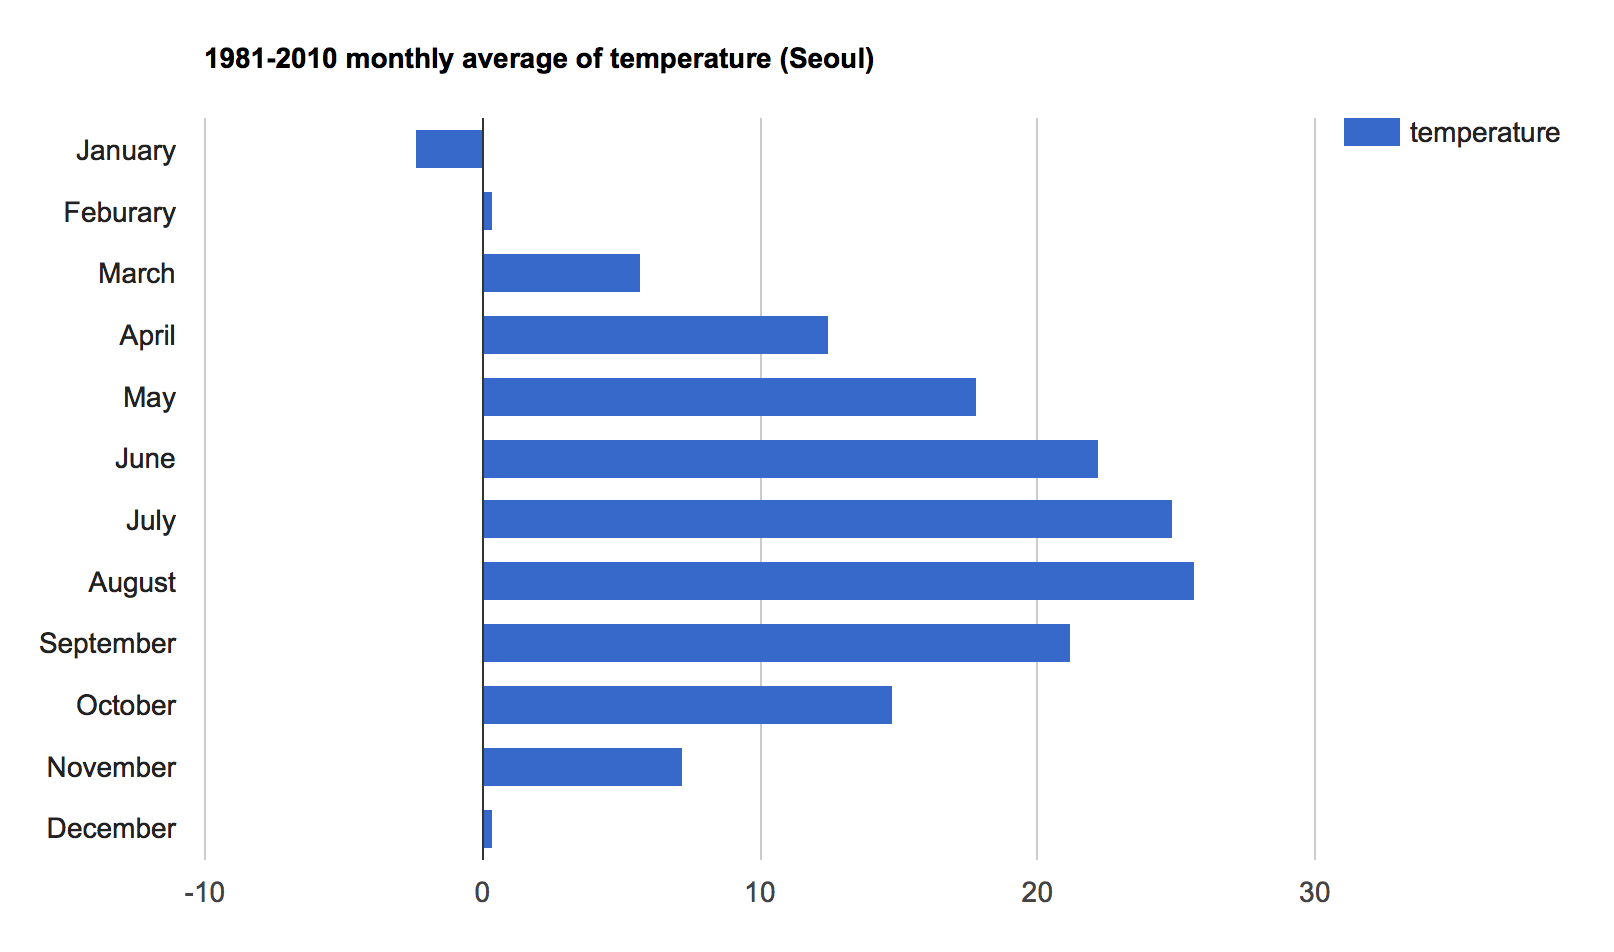 1981-2010 monthly average of temperature (Seoul)
temperature
January
Feburary
March
April
May
June
July
August
September
October
November
December
-10 0 10 20 30